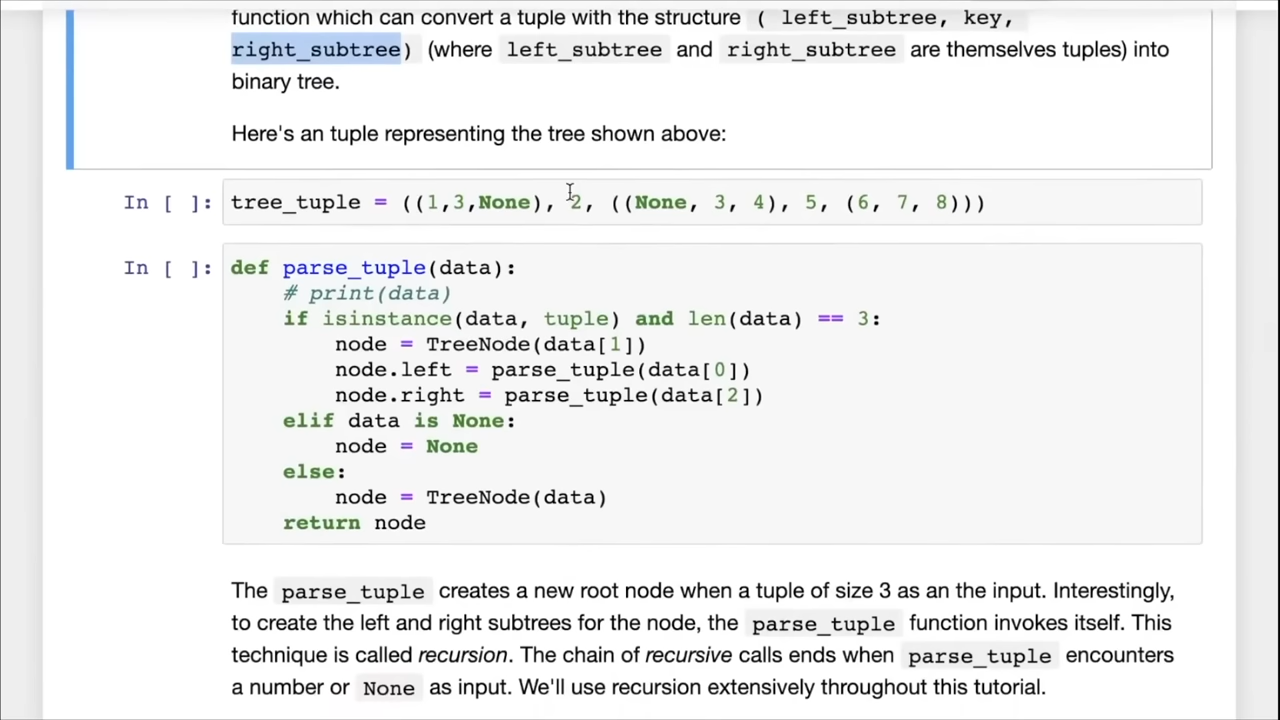 function which can convert a tuple with the structure ( left_subtree, key,
right_subtree) (where left_subtree and right_subtree are themselves tuples) into
binary tree.
Here's an tuple representing the tree shown above:
In [ ]: tree_tuple = ((1,3,None), 2, ((None, 3, 4), 5, (6, 7, 8)))
In [ ]: def parse_tuple(data):
    # print(data)
    if isinstance(data, tuple) and len(data) == 3:
        node = TreeNode(data[1])
        node.left = parse_tuple(data[0])
        node.right = parse_tuple(data[2])
    elif data is None:
        node = None
    else:
        node = TreeNode(data)
    return node
The parse_tuple creates a new root node when a tuple of size 3 as an the input. Interestingly,
to create the left and right subtrees for the node, the parse_tuple function invokes itself. This
technique is called recursion. The chain of recursive calls ends when parse_tuple encounters
a number or None as input. We'll use recursion extensively throughout this tutorial.